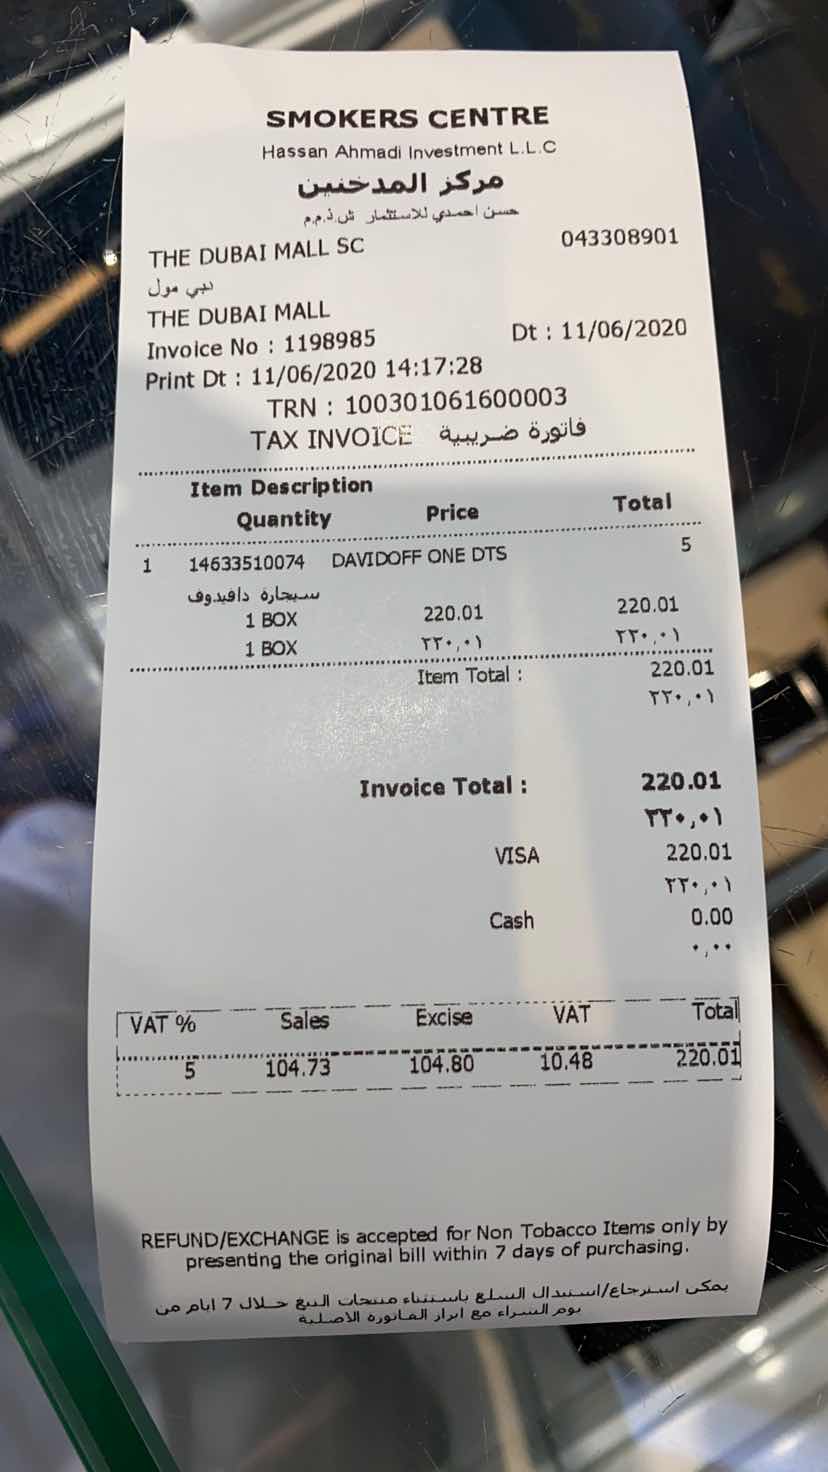 SMOKERS CENTRE
Hassan Ahmadi Investment L.L.C
مركز المدخنين
حسن احمدي للاستثمار ش.ذ.م.م
THE DUBAI MALL SC 043308901
دبي مول
THE DUBAI MALL
Invoice No : 1198985 Dt : 11/06/2020
Print Dt : 11/06/2020 14:17:28
TRN : 100301061600003
TAX INVOICE فاتورة ضريبية
Item Description
Quantity Price Total
1 14633510074 DAVIDOFF ONE DTS 5
سيجارة دافيدوف
1 BOX 220.01 220.01
1 BOX ٢٢٠,٠١ ٢٢٠,٠١
Item Total : 220.01
٢٢٠,٠١
Invoice Total : 220.01
٢٢٠,٠١
VISA 220.01
٢٢٠,٠١
Cash 0.00
٠,٠٠
VAT % Sales Excise VAT Total
5 104.73 104.80 10.48 220.01
REFUND/EXCHANGE is accepted for Non Tobacco Items only by
presenting the original bill within 7 days of purchasing.
يمكن استرجاع/استبدال السلع باستثناء منتجات التبغ خلال 7 ايام من
يوم الشراء مع ابراز الفاتورة الاصلية